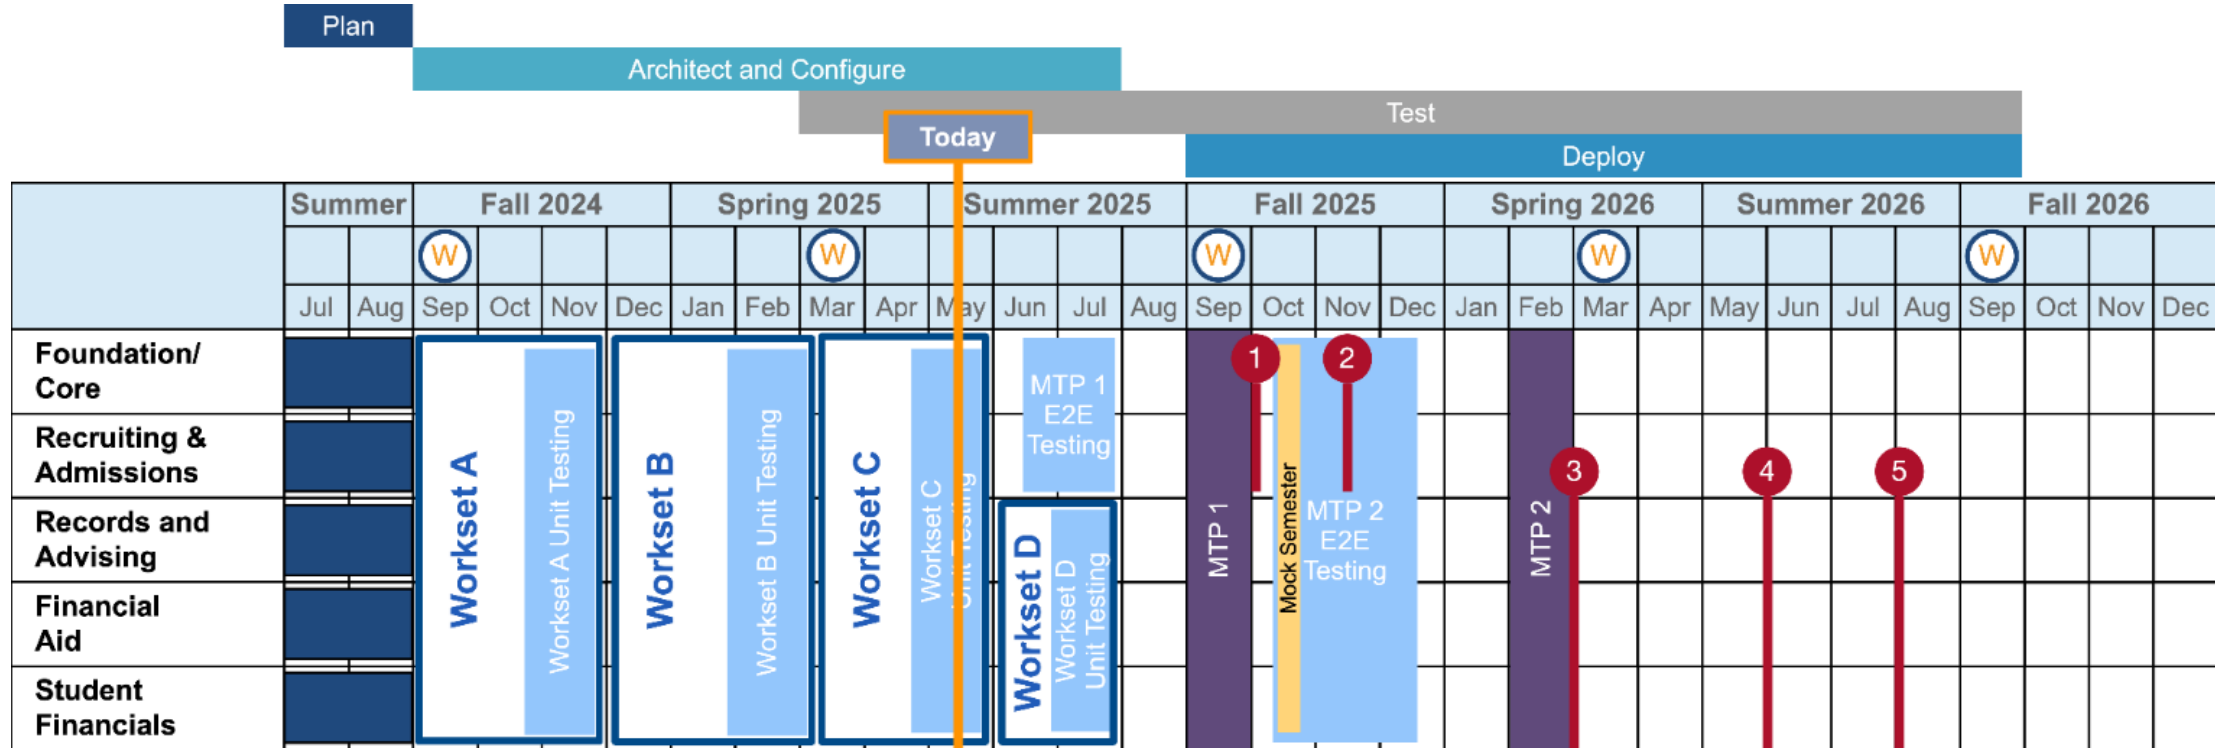 Plan
Architect and Configure
Test
Today
Deploy
Summer Fall 2024 Spring 2025 Summer 2025 Fall 2025 Spring 2026 Summer 2026 Fall 2026
W W W W W
Jul Aug Sep Oct Nov Dec Jan Feb Mar Apr May Jun Jul Aug Sep Oct Nov Dec Jan Feb Mar Apr May Jun Jul Aug Sep Oct Nov Dec
Foundation/
Core
Recruiting &
Admissions
Records and
Advising
Financial
Aid
Student
Financials
Workset A
Workset A Unit Testing
Workset B
Workset B Unit Testing
Workset C
Workset C
Unit Testing
MTP 1
E2E
Testing
Workset D
Workset D
Unit Testing
MTP 1
1
Mock Semester
2
MTP 2
E2E
Testing
MTP 2
3
4
5